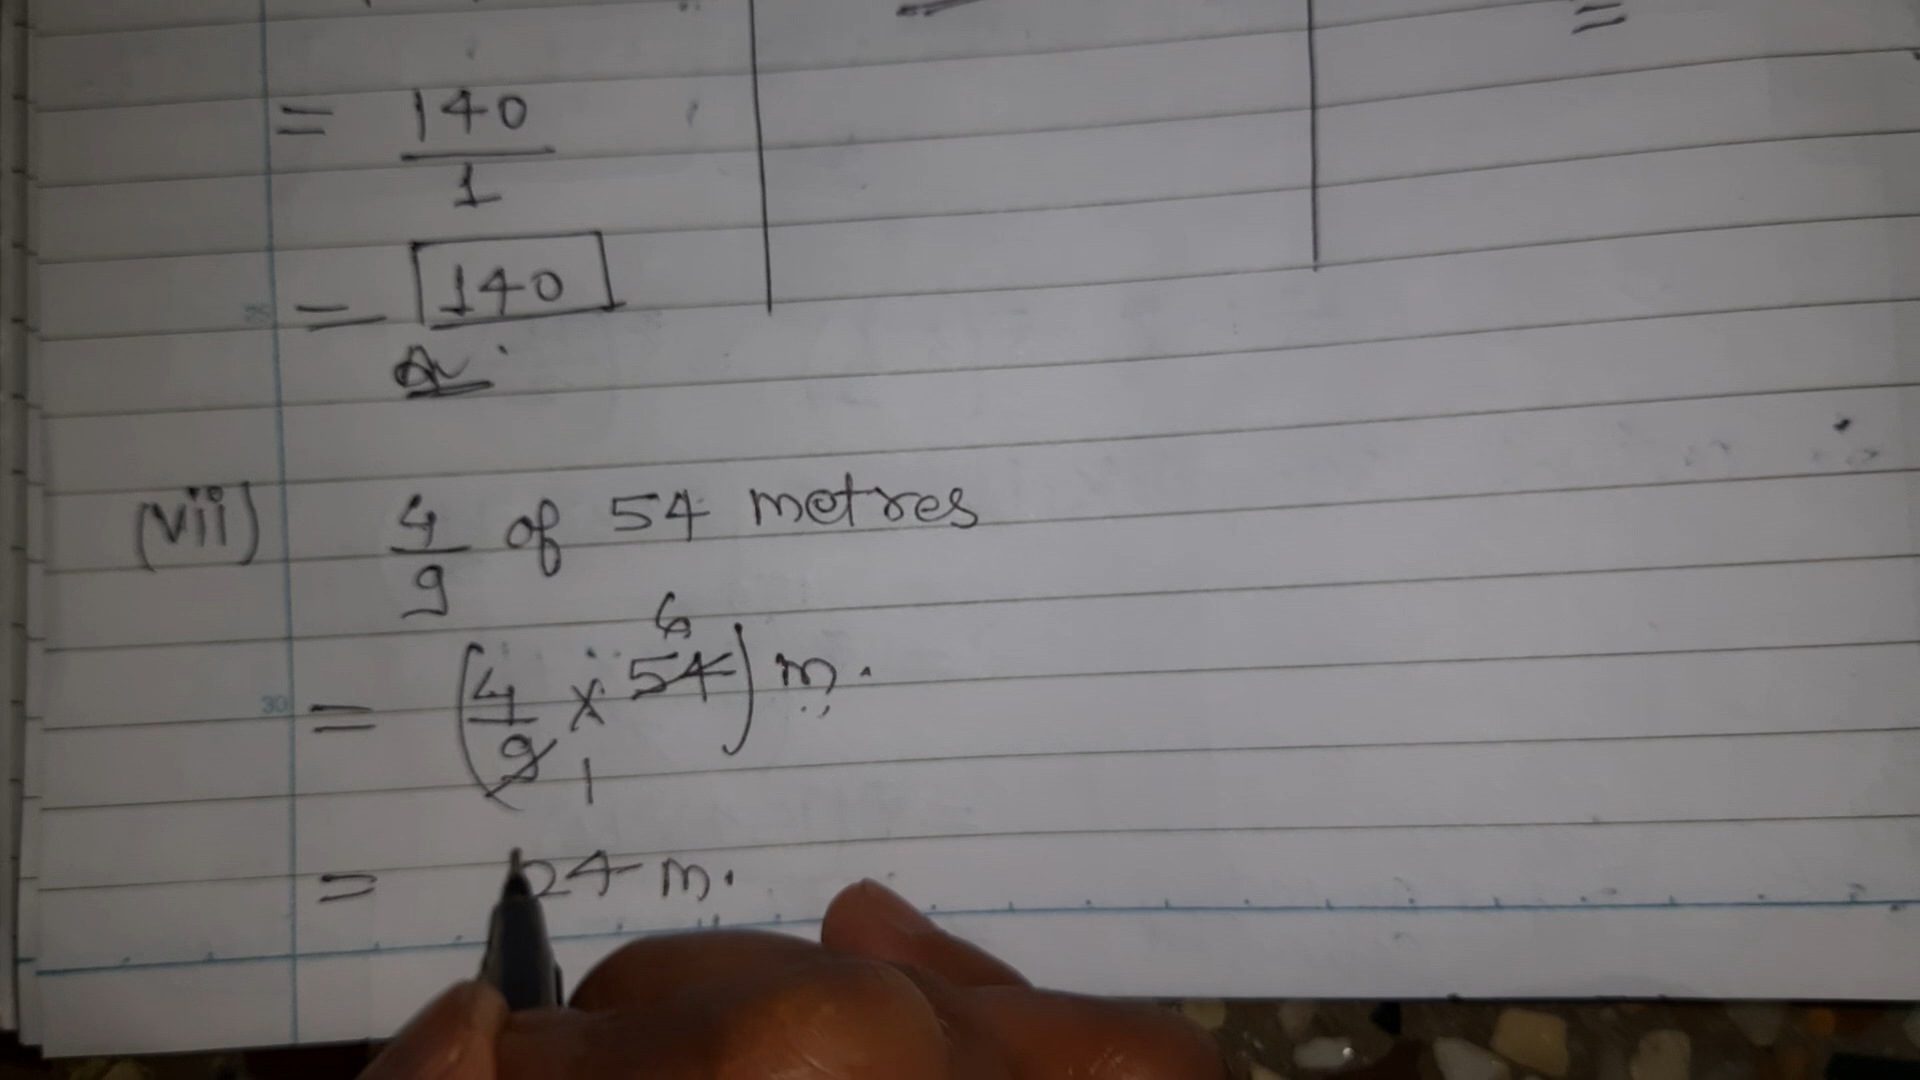 = 140/1
= 140
(vii) 4/9 of 54 metres
6
= (4/9 × 54) m.
1
= 24 m.